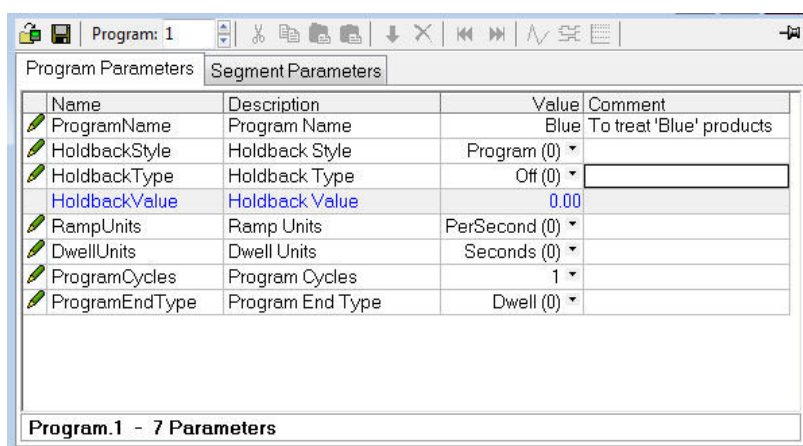 Program: 1
Program Parameters Segment Parameters
Name Description Value Comment
ProgramName Program Name Blue To treat 'Blue' products
HoldbackStyle Holdback Style Program (0)
HoldbackType Holdback Type Off (0)
HoldbackValue Holdback Value 0.00
RampUnits Ramp Units PerSecond (0)
DwellUnits Dwell Units Seconds (0)
ProgramCycles Program Cycles 1
ProgramEndType Program End Type Dwell (0)
Program.1 - 7 Parameters